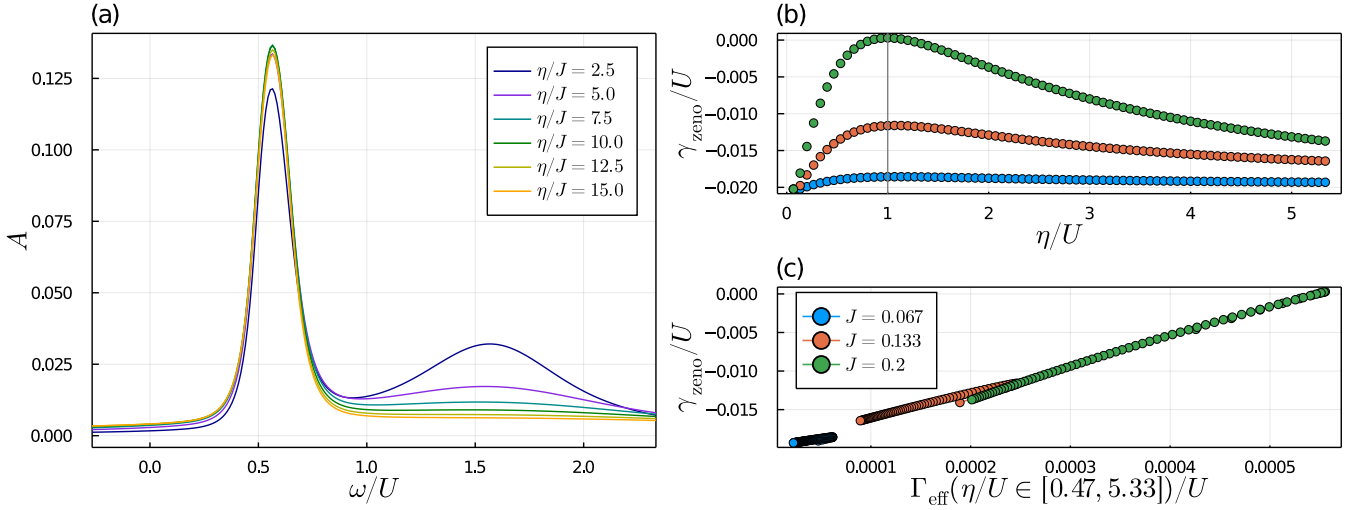 (a)
0.125
0.100
0.075
0.050
0.025
0.000
A
0.0
0.5
1.0
1.5
2.0
ω/U
η/J = 2.5
η/J = 5.0
η/J = 7.5
η/J = 10.0
η/J = 12.5
η/J = 15.0
(b)
0.000
−0.005
−0.010
−0.015
−0.020
γzeno/U
0
1
2
3
4
5
η/U
(c)
0.000
−0.005
−0.010
−0.015
γzeno/U
J = 0.067
J = 0.133
J = 0.2
0.0001
0.0002
0.0003
0.0004
0.0005
Γeff(η/U ∈ [0.47, 5.33])/U